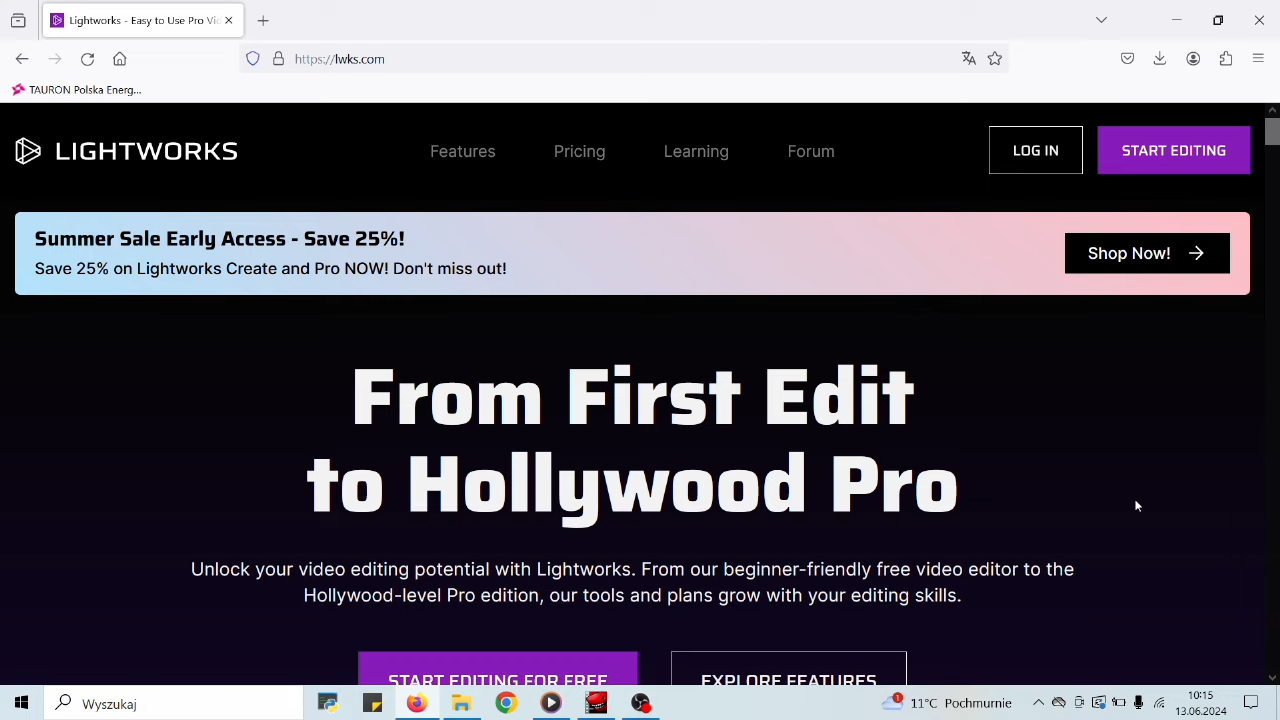 Lightworks - Easy to Use Pro Vi
https://lwks.com
TAURON Polska Energ...
LIGHTWORKS
Features
Pricing
Learning
Forum
LOG IN
START EDITING
Summer Sale Early Access - Save 25%!
Save 25% on Lightworks Create and Pro NOW! Don't miss out!
Shop Now!
From First Edit
to Hollywood Pro
Unlock your video editing potential with Lightworks. From our beginner-friendly free video editor to the
Hollywood-level Pro edition, our tools and plans grow with your editing skills.
START EDITING FOR FREE
EXPLORE FEATURES
Wyszukaj
1
11°C Pochmurnie
10:15
13.06.2024